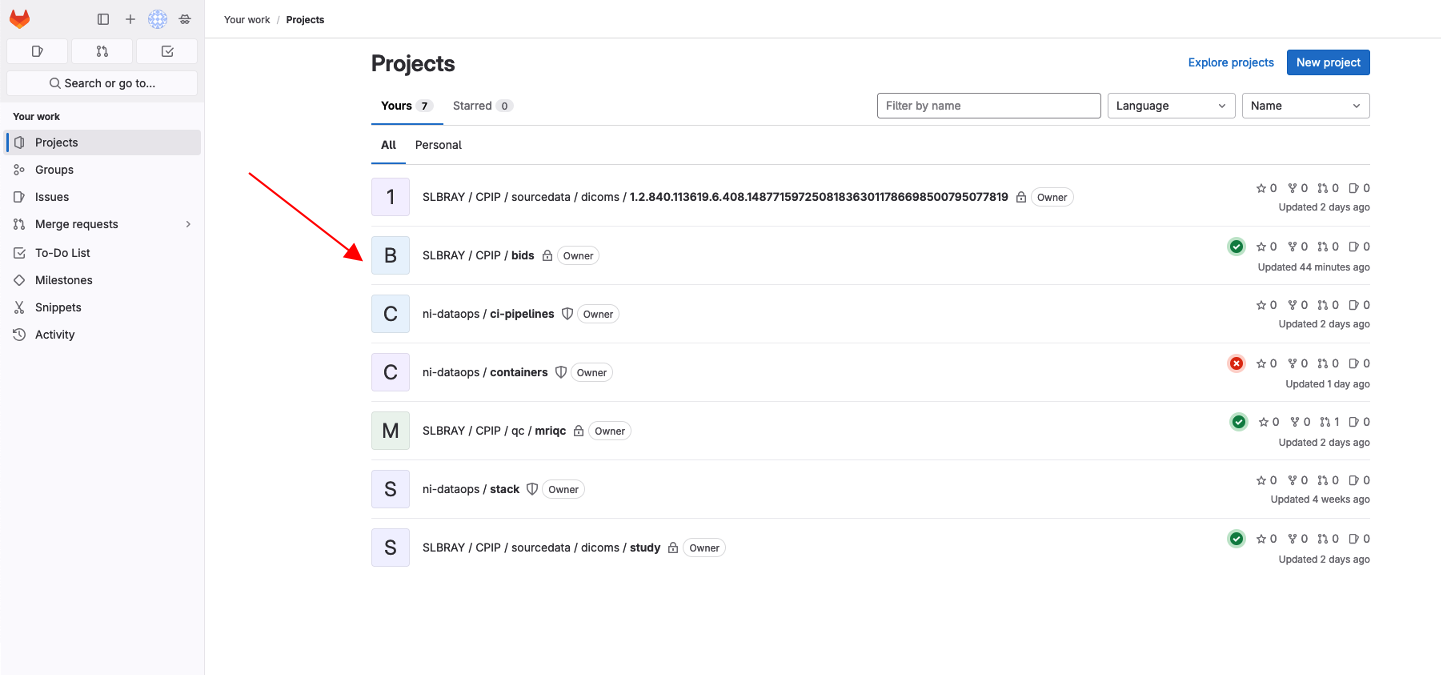 Your work / Projects
Search or go to...
Your work
Projects
Groups
Issues
Merge requests
To-Do List
Milestones
Snippets
Activity
Projects
Explore projects
New project
Yours 7
Starred 0
Filter by name
Language
Name
All
Personal
1
SLBRAY / CPIP / sourcedata / dicoms / 1.2.840.113619.6.408.148771597250818363011786698500795077819
Owner
0 0 0 0
Updated 2 days ago
B
SLBRAY / CPIP / bids
Owner
0 0 0 0
Updated 44 minutes ago
C
ni-dataops / ci-pipelines
Owner
0 0 0 0
Updated 2 days ago
C
ni-dataops / containers
Owner
0 0 0 0
Updated 1 day ago
M
SLBRAY / CPIP / qc / mriqc
Owner
0 0 1 0
Updated 2 days ago
S
ni-dataops / stack
Owner
0 0 0 0
Updated 4 weeks ago
S
SLBRAY / CPIP / sourcedata / dicoms / study
Owner
0 0 0 0
Updated 2 days ago